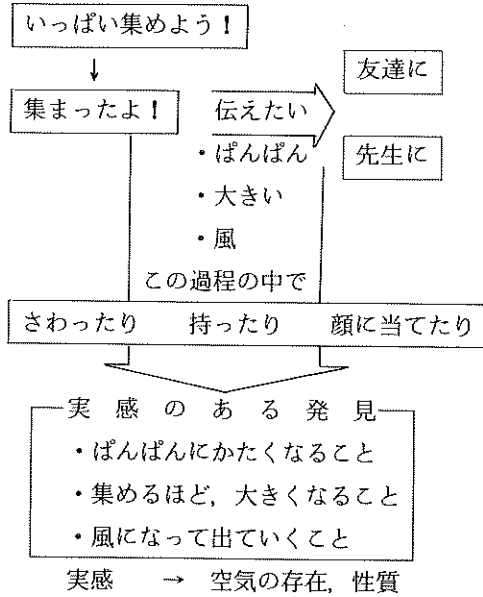 いっぱい集めよう！
↓
友達に
集まったよ！ 伝えたい
・ぱんぱん
先生に
・大きい
・風
この過程の中で
さわったり 持ったり 顔に当てたり
実感のある発見
・ぱんぱんにかたくなること
・集めるほど，大きくなること
・風になって出ていくこと
実感 → 空気の存在，性質